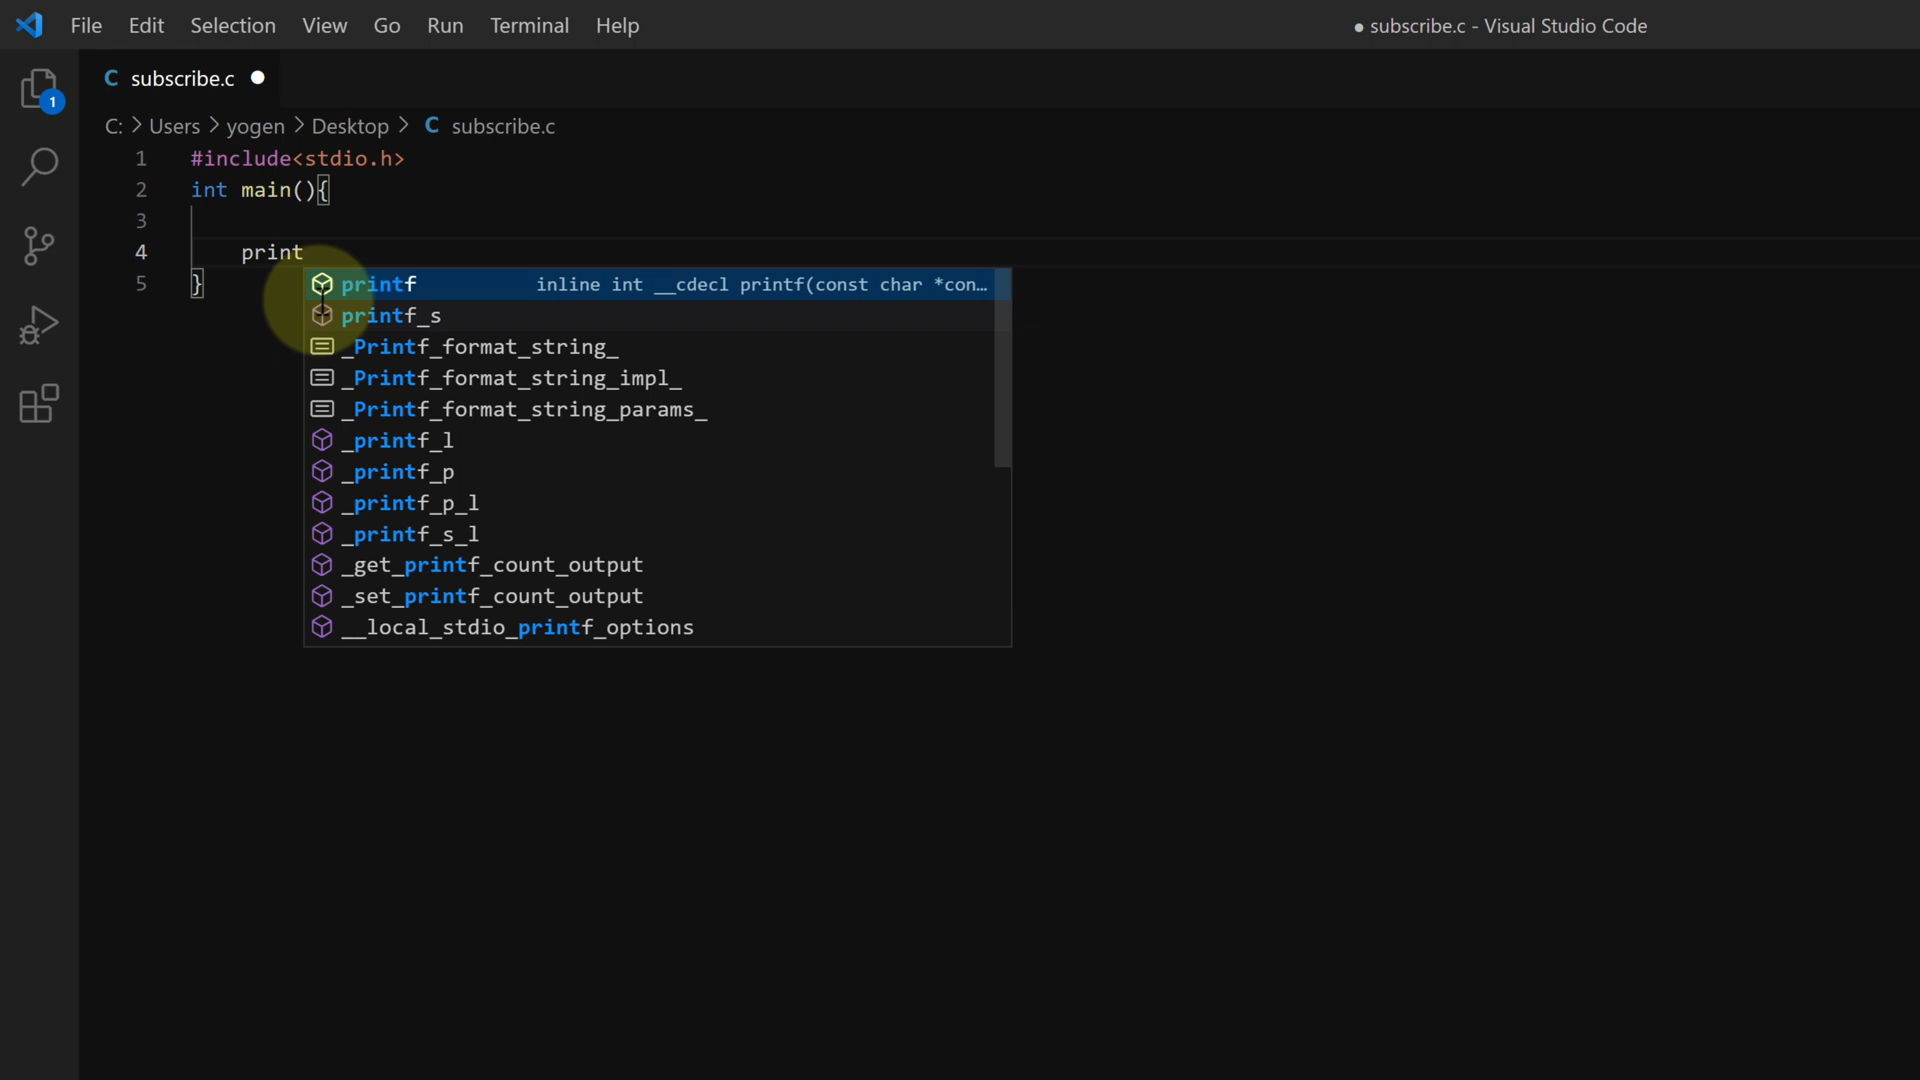 File Edit Selection View Go Run Terminal Help
● subscribe.c - Visual Studio Code
C subscribe.c ●
1
C: > Users > yogen > Desktop > C subscribe.c
1 #include<stdio.h>
2 int main(){
3
4 print
5 }
printf inline int __cdecl printf(const char *con…
printf_s
_Printf_format_string_
_Printf_format_string_impl_
_Printf_format_string_params_
_printf_l
_printf_p
_printf_p_l
_printf_s_l
_get_printf_count_output
_set_printf_count_output
__local_stdio_printf_options